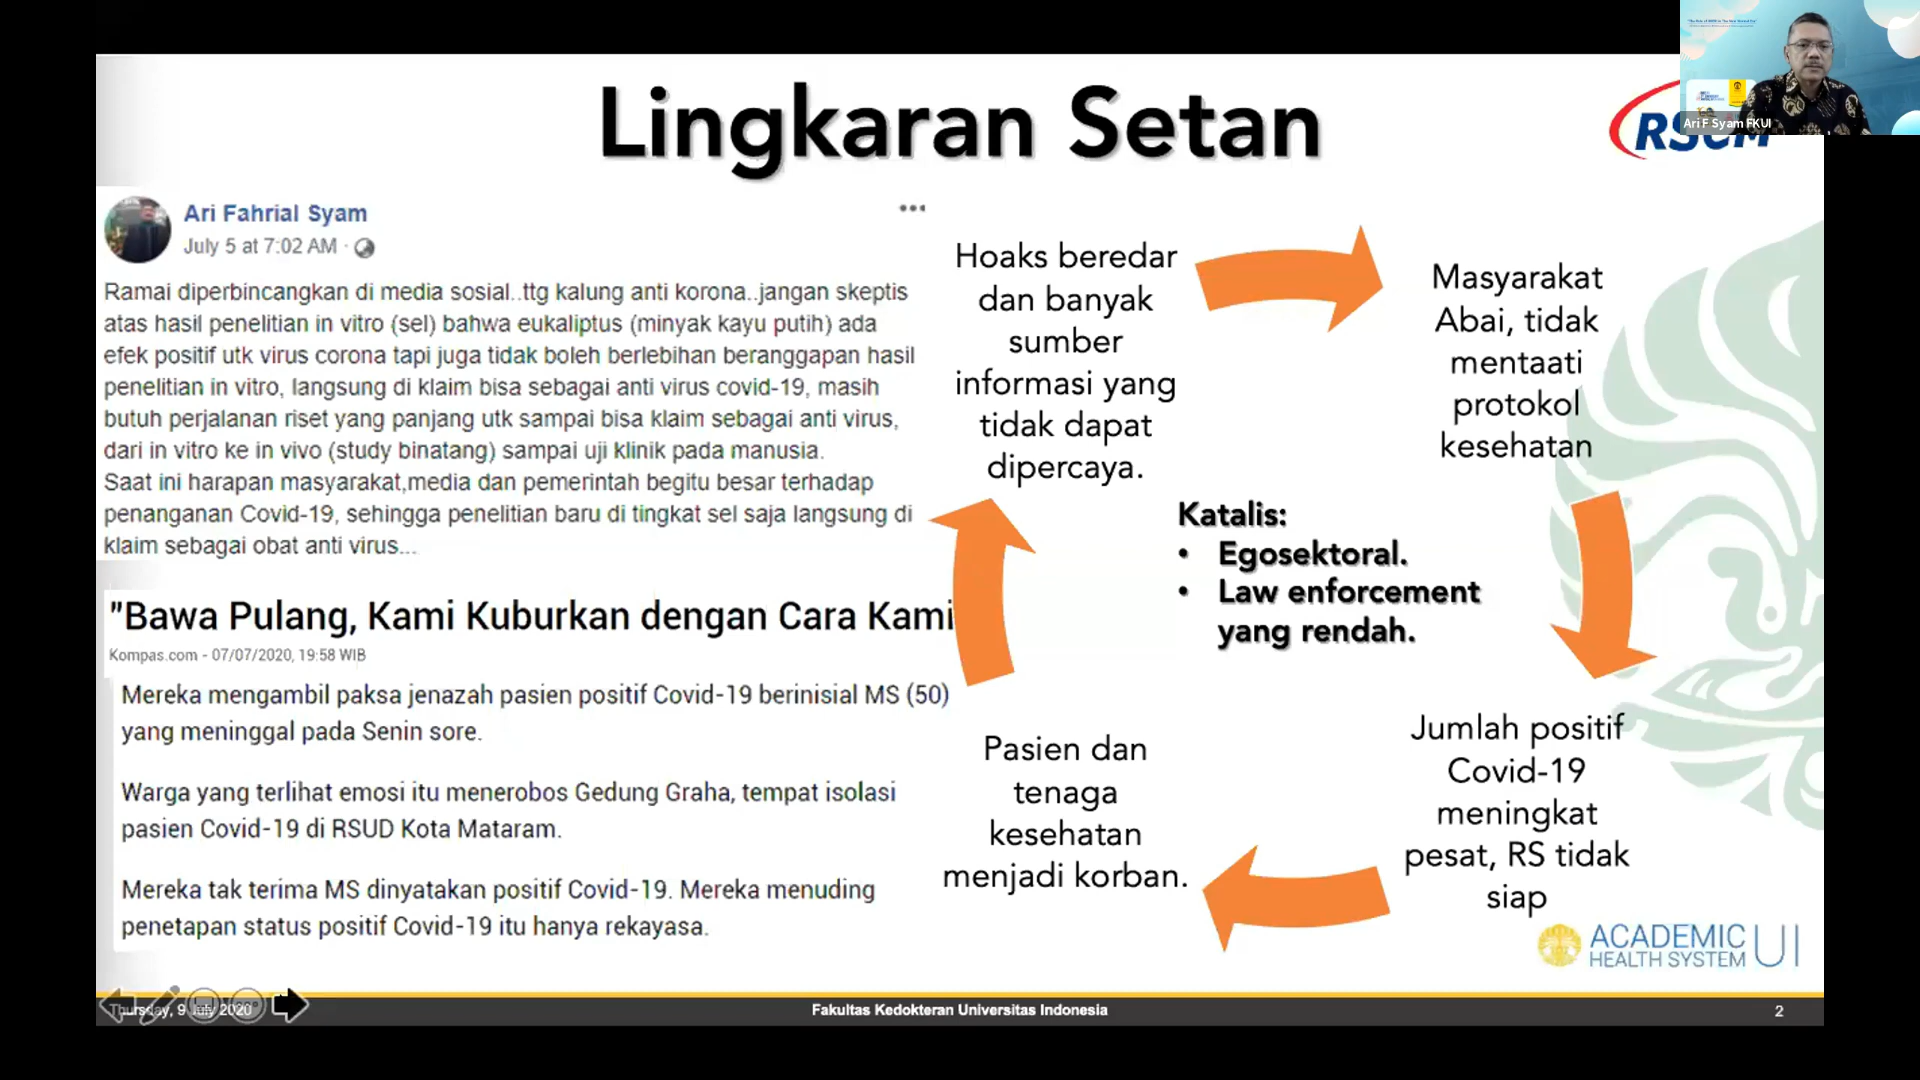 Lingkaran Setan
RSCM
Ari F Syam FKUI
Ari Fahrial Syam
July 5 at 7:02 AM ·
Ramai diperbincangkan di media sosial..ttg kalung anti korona..jangan skeptis
atas hasil penelitian in vitro (sel) bahwa eukaliptus (minyak kayu putih) ada
efek positif utk virus corona tapi juga tidak boleh berlebihan beranggapan hasil
penelitian in vitro, langsung di klaim bisa sebagai anti virus covid-19, masih
butuh perjalanan riset yang panjang utk sampai bisa klaim sebagai anti virus,
dari in vitro ke in vivo (study binatang) sampai uji klinik pada manusia.
Saat ini harapan masyarakat,media dan pemerintah begitu besar terhadap
penanganan Covid-19, sehingga penelitian baru di tingkat sel saja langsung di
klaim sebagai obat anti virus...
"Bawa Pulang, Kami Kuburkan dengan Cara Kami
Kompas.com - 07/07/2020, 19:58 WIB
Mereka mengambil paksa jenazah pasien positif Covid-19 berinisial MS (50)
yang meninggal pada Senin sore.
Warga yang terlihat emosi itu menerobos Gedung Graha, tempat isolasi
pasien Covid-19 di RSUD Kota Mataram.
Mereka tak terima MS dinyatakan positif Covid-19. Mereka menuding
penetapan status positif Covid-19 itu hanya rekayasa.
Hoaks beredar
dan banyak
sumber
informasi yang
tidak dapat
dipercaya.
Masyarakat
Abai, tidak
mentaati
protokol
kesehatan
Katalis:
• Egosektoral.
• Law enforcement
yang rendah.
Jumlah positif
Covid-19
meningkat
pesat, RS tidak
siap
Pasien dan
tenaga
kesehatan
menjadi korban.
ACADEMIC
HEALTH SYSTEM
UI
Thursday, 9 July 2020
Fakultas Kedokteran Universitas Indonesia
2